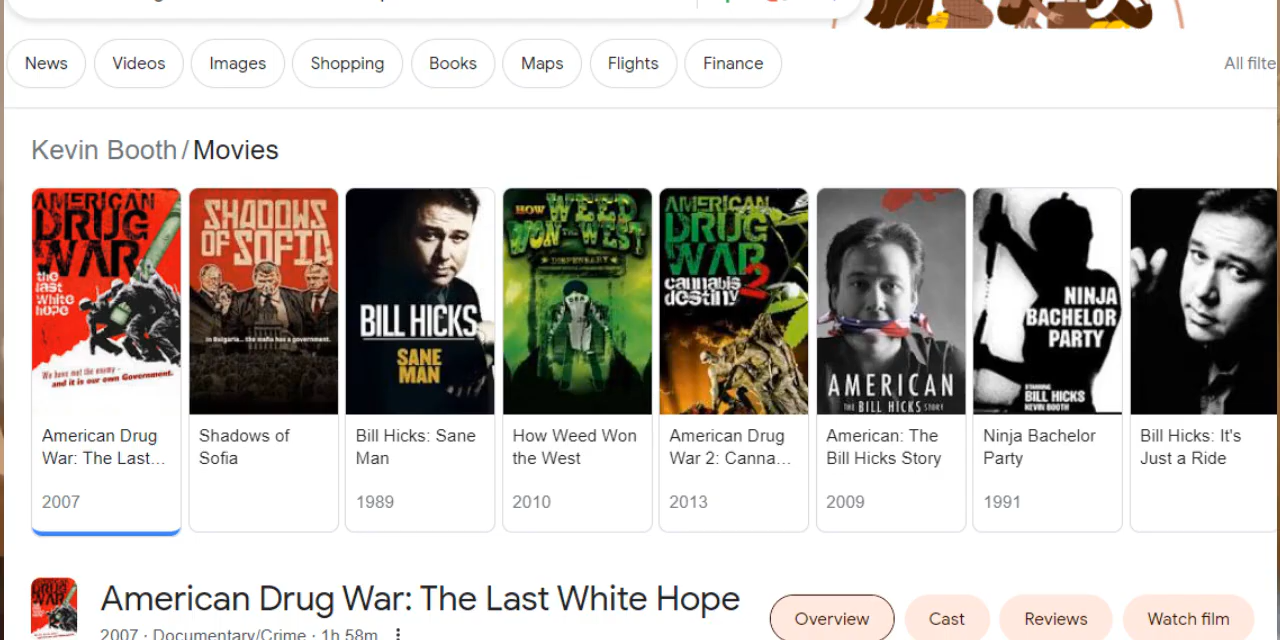 News
Videos
Images
Shopping
Books
Maps
Flights
Finance
All filte
Kevin Booth/Movies
AMERICAN
DRUG
WAR
the
last
white
hope
We have met the enemy -
and it is our own Government.
SHADOWS
OF SOFIA
in Bulgaria... the mafia has a government.
BILL HICKS
SANE
MAN
HOW WEED
WON THE WEST
DISPENSARY
AMERICAN
DRUG
WAR 2
cannabis
destiny
AMERICAN
THE BILL HICKS STORY
NINJA
BACHELOR
PARTY
STARRING
BILL HICKS
KEVIN BOOTH
American Drug
War: The Last...
2007
Shadows of
Sofia
Bill Hicks: Sane
Man
1989
How Weed Won
the West
2010
American Drug
War 2: Canna...
2013
American: The
Bill Hicks Story
2009
Ninja Bachelor
Party
1991
Bill Hicks: It's
Just a Ride
American Drug War: The Last White Hope
2007 · Documentary/Crime · 1h 58m
Overview
Cast
Reviews
Watch film